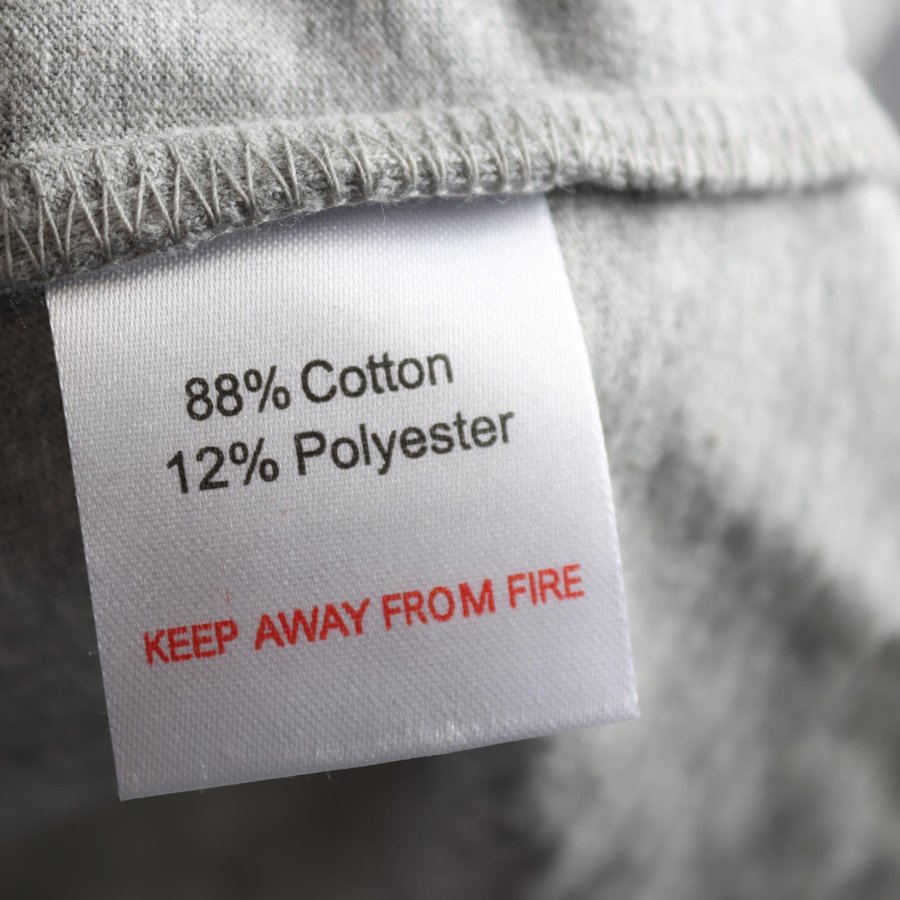 88% Cotton
12% Polyester
KEEP AWAY FROM FIRE